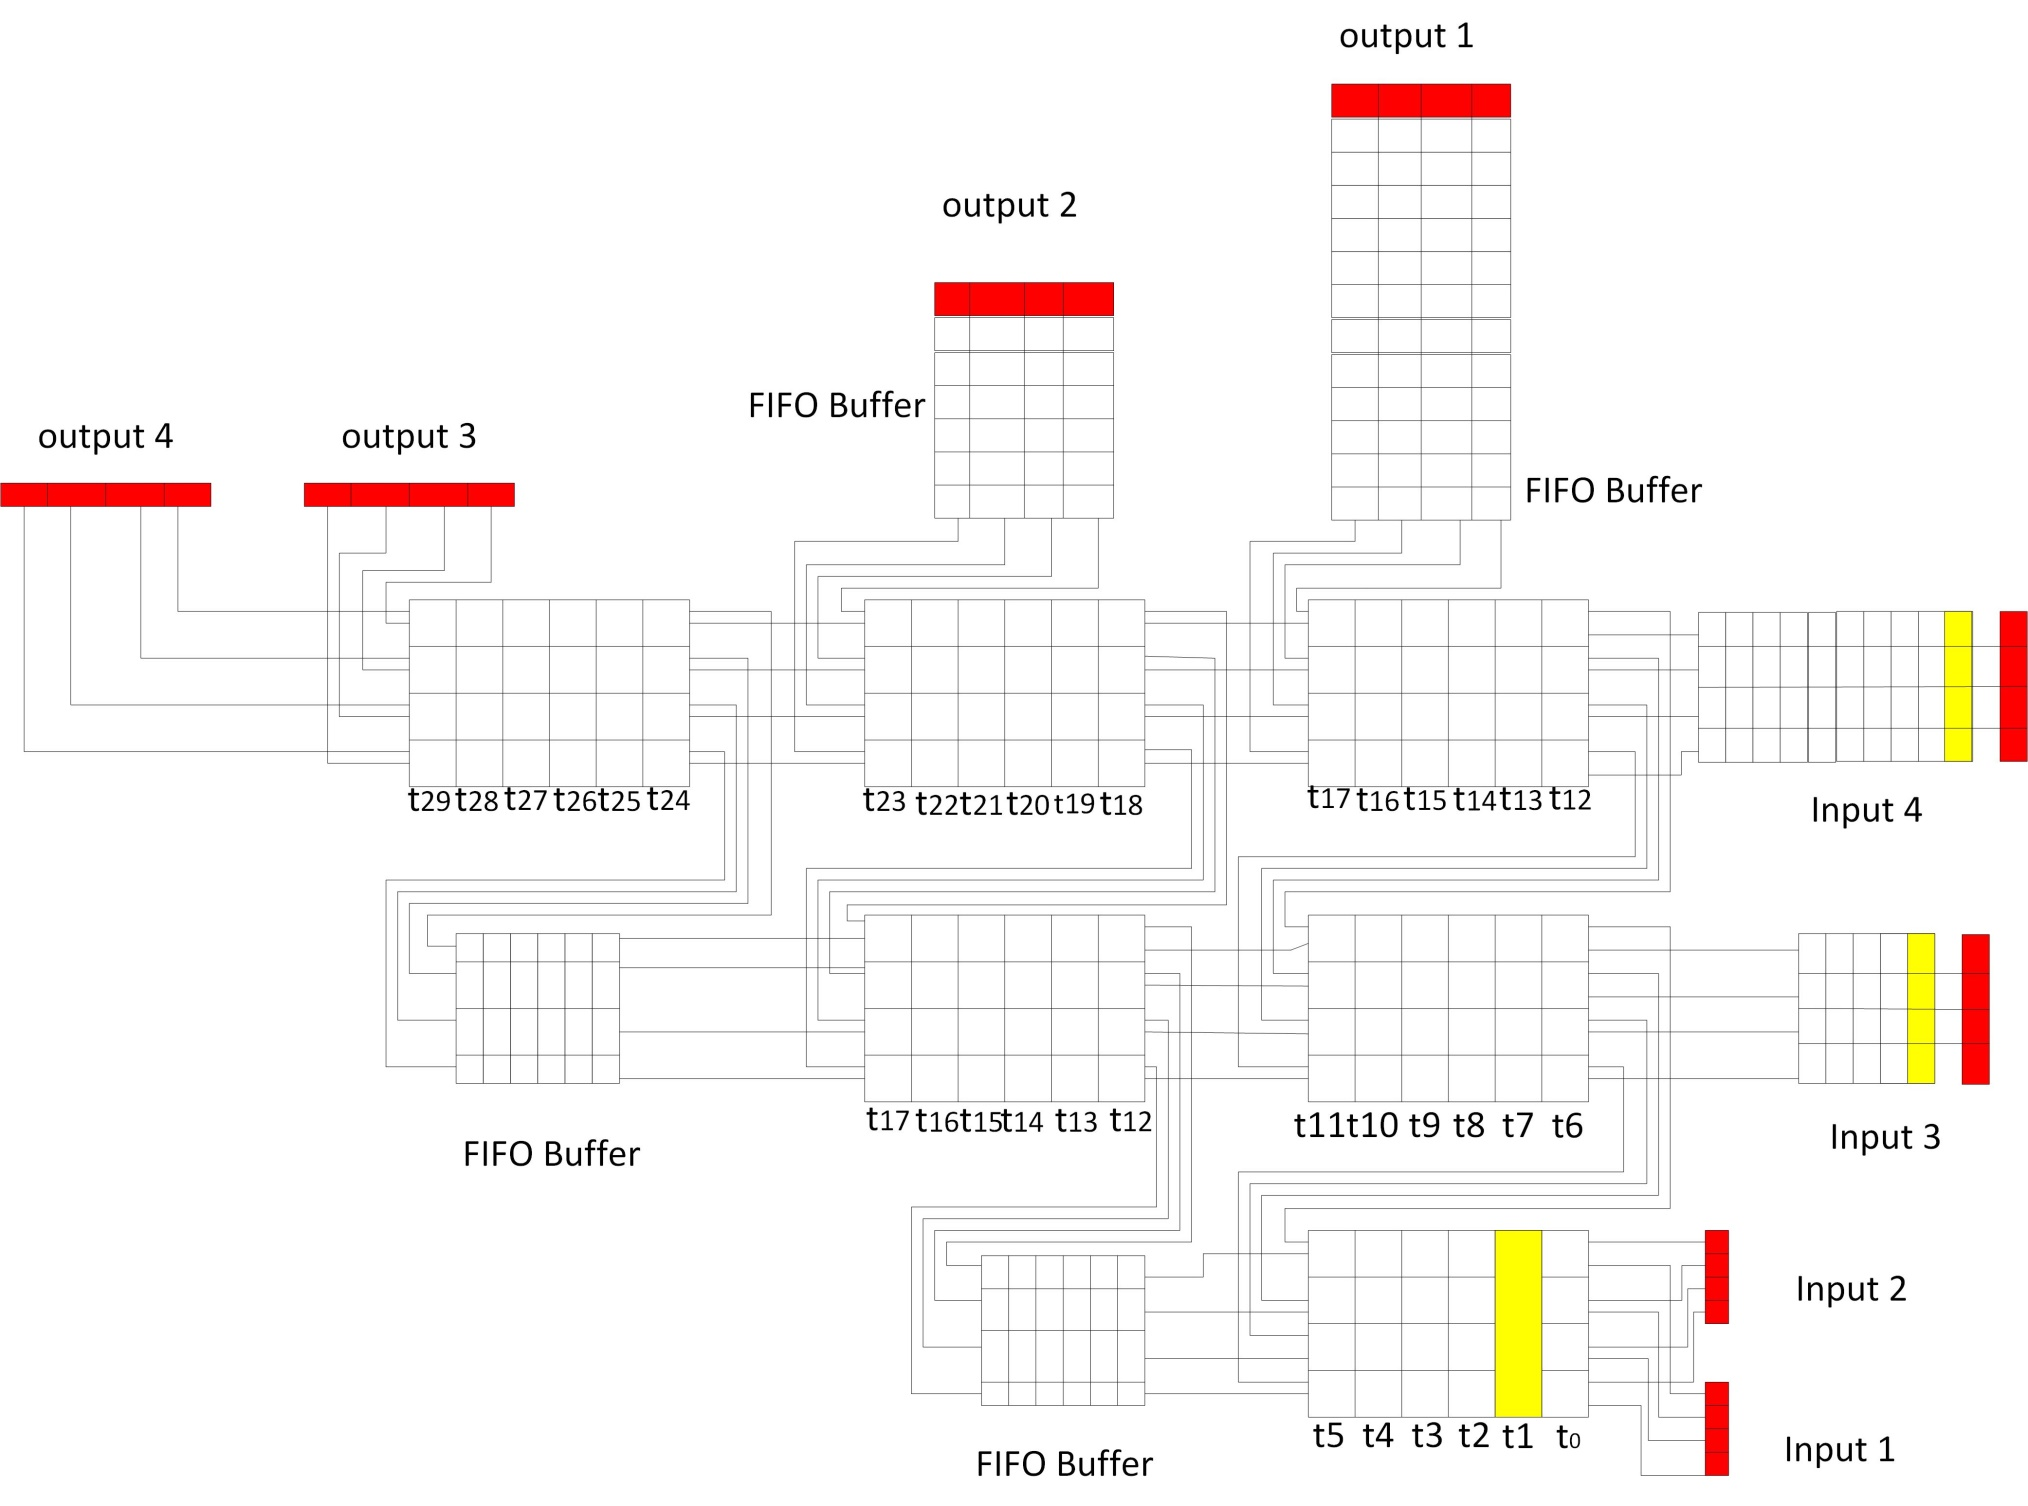 output 1
output 2
FIFO Buffer
output 4
output 3
FIFO Buffer
t29 t28 t27 t26 t25 t24
t23 t22 t21 t20 t19 t18
t17 t16 t15 t14 t13 t12
Input 4
t17 t16 t15 t14 t13 t12
t11 t10 t9 t8 t7 t6
Input 3
FIFO Buffer
Input 2
t5 t4 t3 t2 t1 t0
Input 1
FIFO Buffer